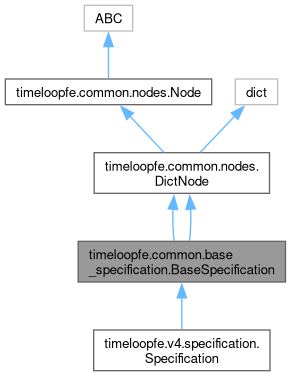 ABC
timeloopfe.common.nodes.Node
dict
timeloopfe.common.nodes.
DictNode
timeloopfe.common.base
_specification.BaseSpecification
timeloopfe.v4.specification.
Specification